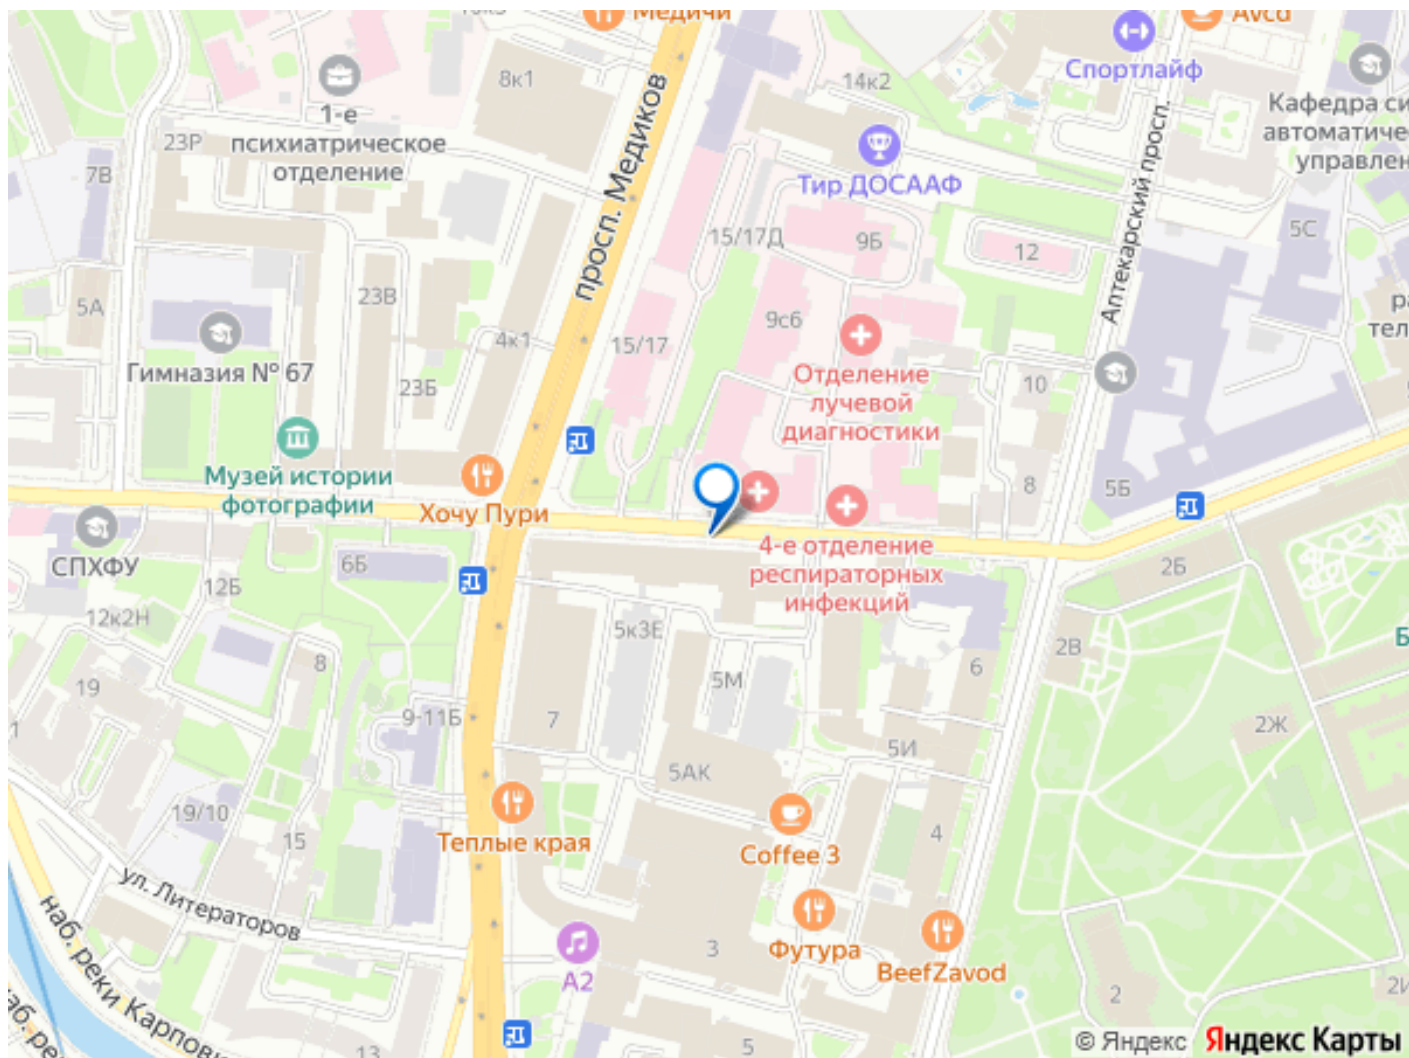 Медичи
Avcd
8к1
Спортлайф
14к2
Кафедра си
автоматичес
управлен
1-е
психиатрическое
отделение
23Р
7В
просп. Медиков
Тир ДОСААФ
Аптекарский просп.
15/17Д
9Б
12
5С
5А
23В
9с6
4к1
15/17
Гимназия № 67
23Б
Отделение
лучевой
диагностики
10
Музей истории
фотографии
Хочу Пури
8
5Б
СПХФУ
6Б
12Б
12к2Н
4-е отделение
респираторных
инфекций
2Б
5к3Е
2В
8
19
5М
6
9-11Б
7
5И
2Ж
5АК
19/10
15
Теплые края
Coffee 3
4
ул. Литераторов
наб. реки Карповк
A2
3
Футура
BeefZavod
2
2И
13
5
© Яндекс Яндекс Карты